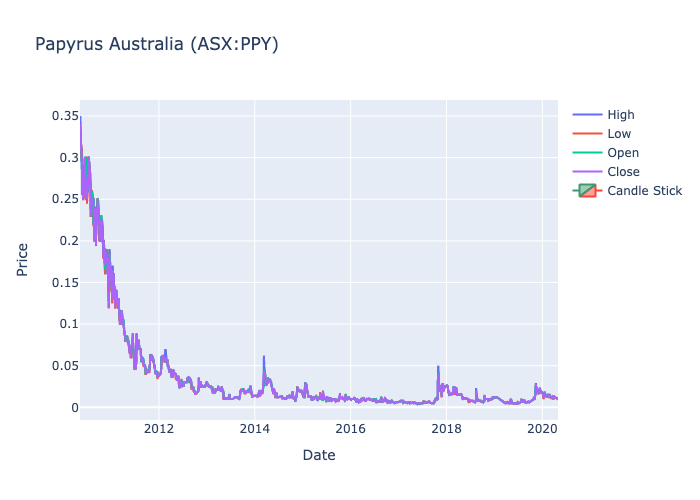 Papyrus Australia (ASX:PPY)
0.35
0.3
0.25
0.2
0.15
0.1
0.05
0
Price
2012
2014
2016
2018
2020
Date
High
Low
Open
Close
Candle Stick